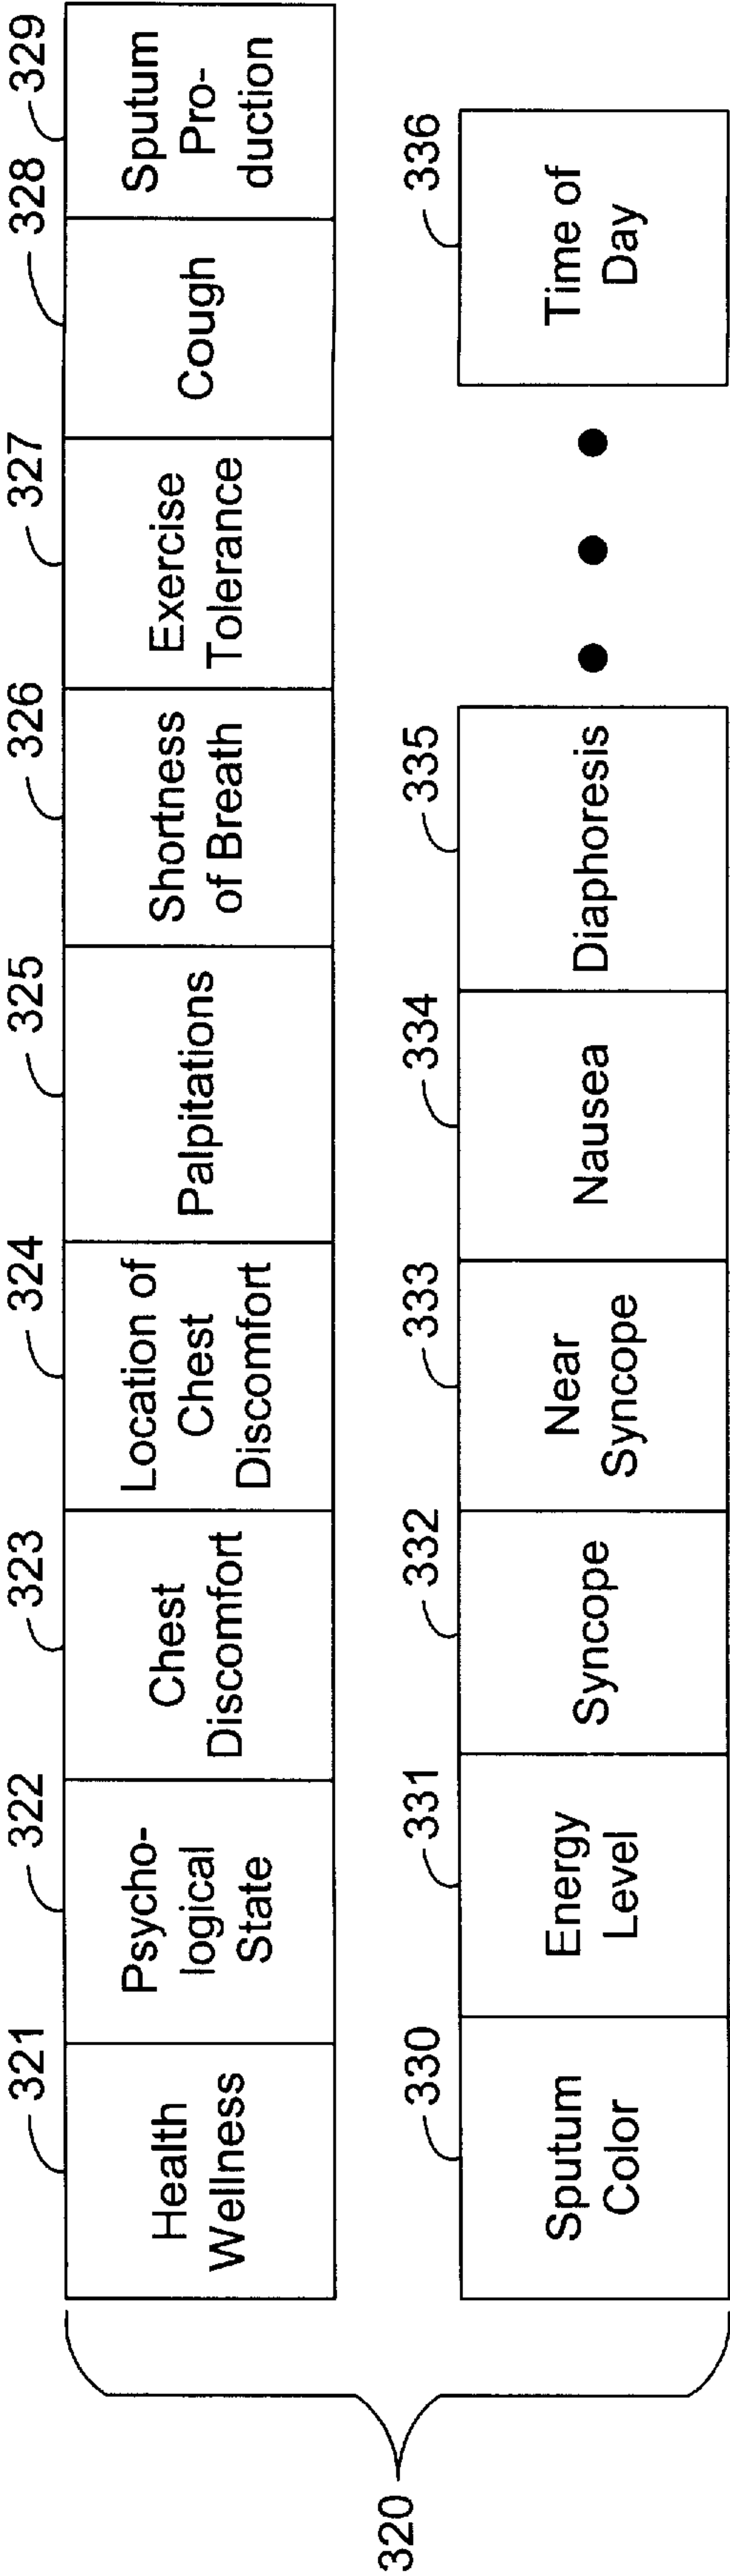 321
322
323
324
325
326
327
328
329
Health
Wellness
Psycho-
logical
State
Chest
Discomfort
Location of
Chest
Discomfort
Palpitations
Shortness
of Breath
Exercise
Tolerance
Cough
Sputum
Pro-
duction
320
330
331
332
333
334
335
336
Sputum
Color
Energy
Level
Syncope
Near
Syncope
Nausea
Diaphoresis
Time of
Day